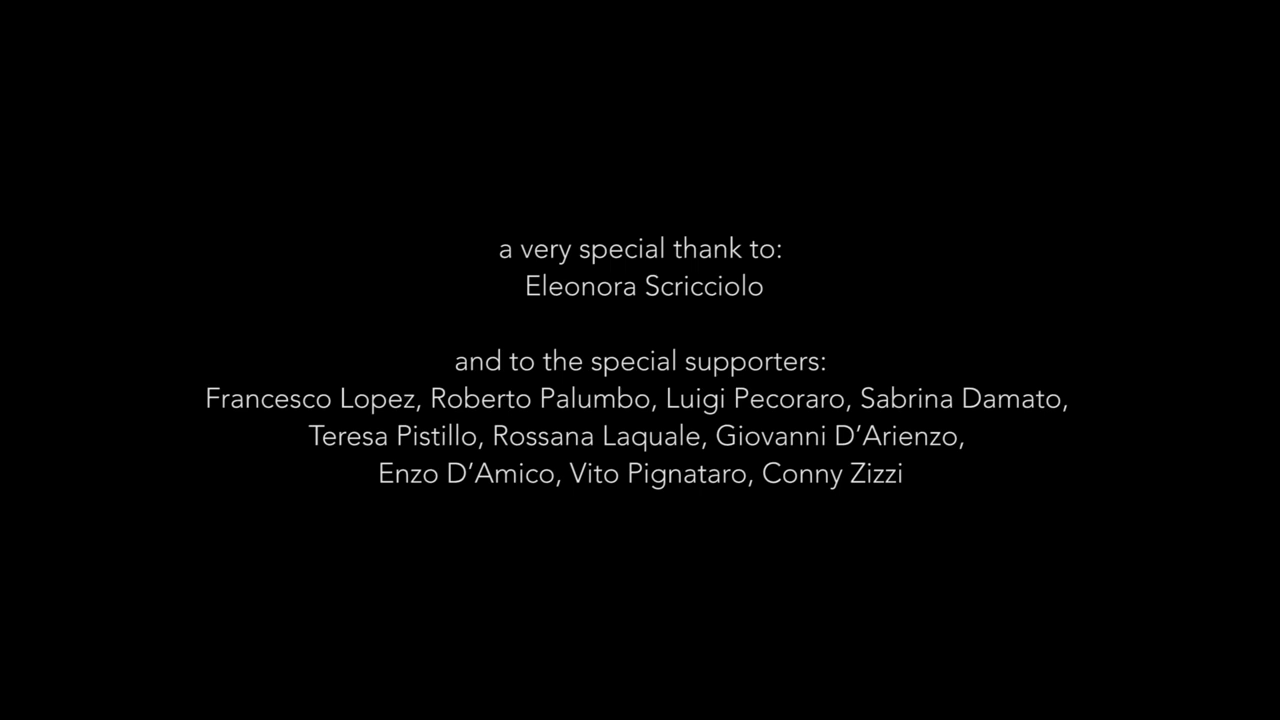 a very special thank to:
Eleonora Scricciolo
and to the special supporters:
Francesco Lopez, Roberto Palumbo, Luigi Pecoraro, Sabrina Damato,
Teresa Pistillo, Rossana Laquale, Giovanni D’Arienzo,
Enzo D’Amico, Vito Pignataro, Conny Zizzi